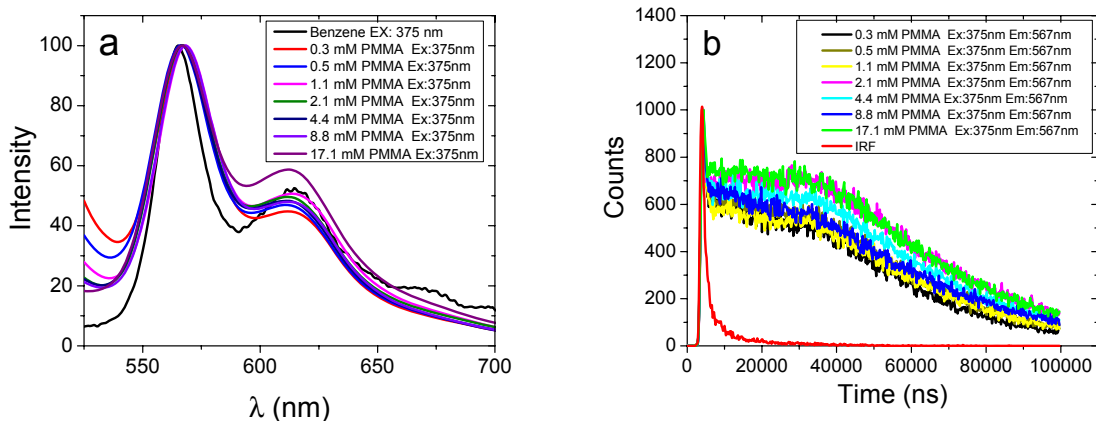 a
Benzene EX: 375 nm
0.3 mM PMMA Ex:375nm
0.5 mM PMMA Ex:375nm
1.1 mM PMMA Ex:375nm
2.1 mM PMMA Ex:375nm
4.4 mM PMMA Ex:375nm
8.8 mM PMMA Ex:375nm
17.1 mM PMMA Ex:375nm
Intensity
100
80
60
40
20
0
550
600
650
700
λ (nm)
b
0.3 mM PMMA Ex:375nm Em:567nm
0.5 mM PMMA Ex:375nm Em:567nm
1.1 mM PMMA Ex:375nm Em:567nm
2.1 mM PMMA Ex:375nm Em:567nm
4.4 mM PMMA Ex:375nm Em:567nm
8.8 mM PMMA Ex:375nm Em:567nm
17.1 mM PMMA Ex:375nm Em:567nm
IRF
Counts
1400
1200
1000
800
600
400
200
0
0
20000
40000
60000
80000
100000
Time (ns)